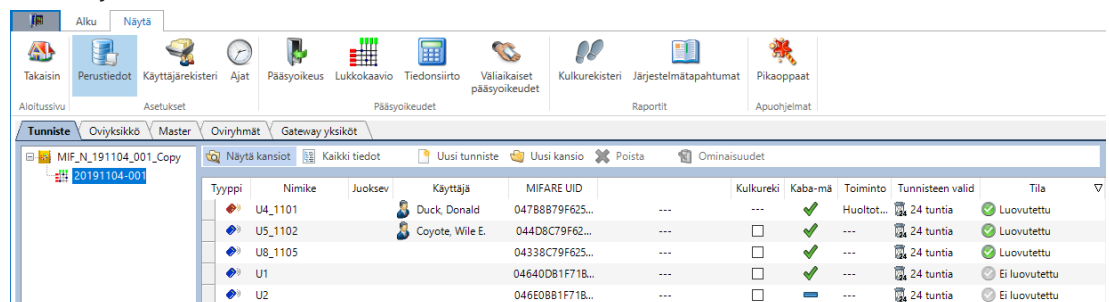 Alku Näytä
Takaisin Perustiedot Käyttäjärekisteri Ajat Pääsyoikeus Lukkokaavio Tiedonsiirto Väliaikaiset pääsyoikeudet Kulkurekisteri Järjestelmätapahtumat Pikaoppaat
Aloitussivu Asetukset Pääsyoikeudet Raportit Apuohjelmat
Tunniste Oviyksikkö Master Oviryhmät Gateway yksiköt
MIF_N_191104_001_Copy Näytä kansiot Kaikki tiedot Uusi tunniste Uusi kansio Poista Ominaisuudet
20191104-001
Tyyppi Nimike Juoksev Käyttäjä MIFARE UID Kulkureki Kaba-mä Toiminto Tunnisteen valid Tila
U4_1101 Duck, Donald 047B8B79F625... --- --- Huoltot... 24 tuntia Luovutettu
U5_1102 Coyote, Wile E. 044D8C79F62... --- --- 24 tuntia Luovutettu
U8_1105 04338C79F625... --- --- 24 tuntia Luovutettu
U1 04640DB1F71B... --- --- 24 tuntia Ei luovutettu
U2 046E0BB1F71B... --- --- 24 tuntia Ei luovutettu